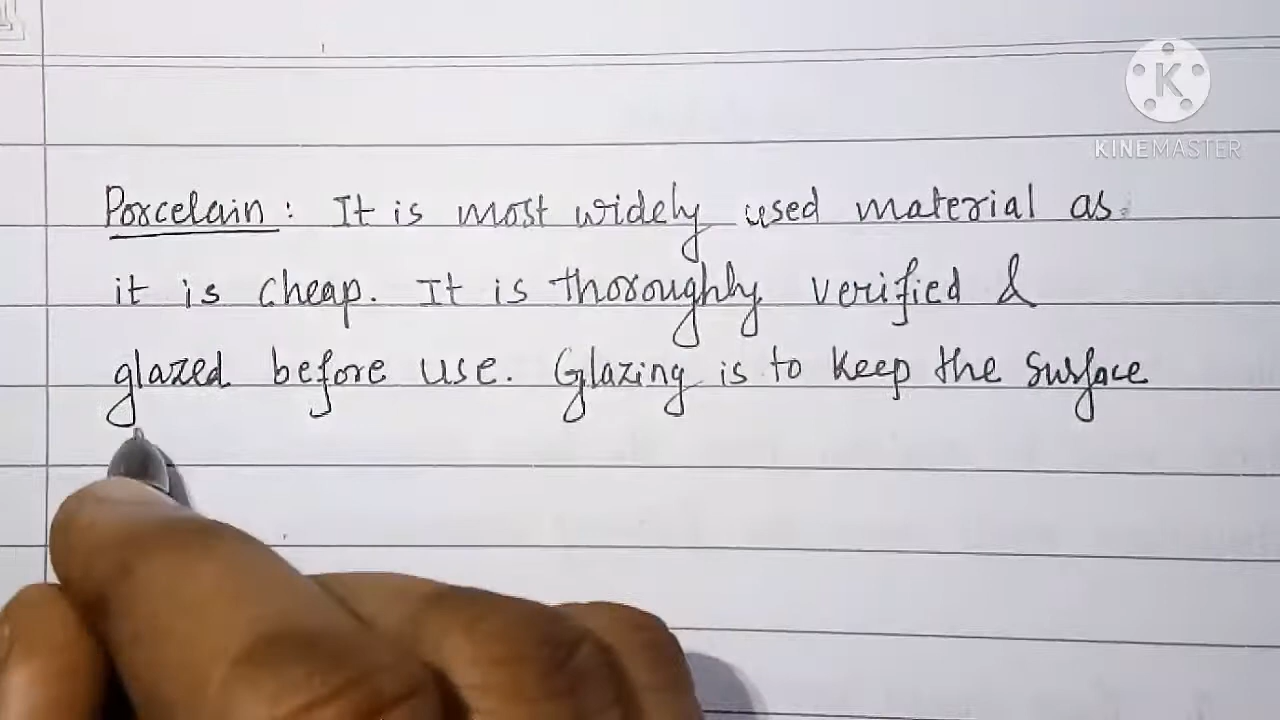 K
KINEMASTER
Porcelain : It is most widely used material as
it is cheap. It is thoroughly verified &
glazed before use. Glazing is to keep the surface